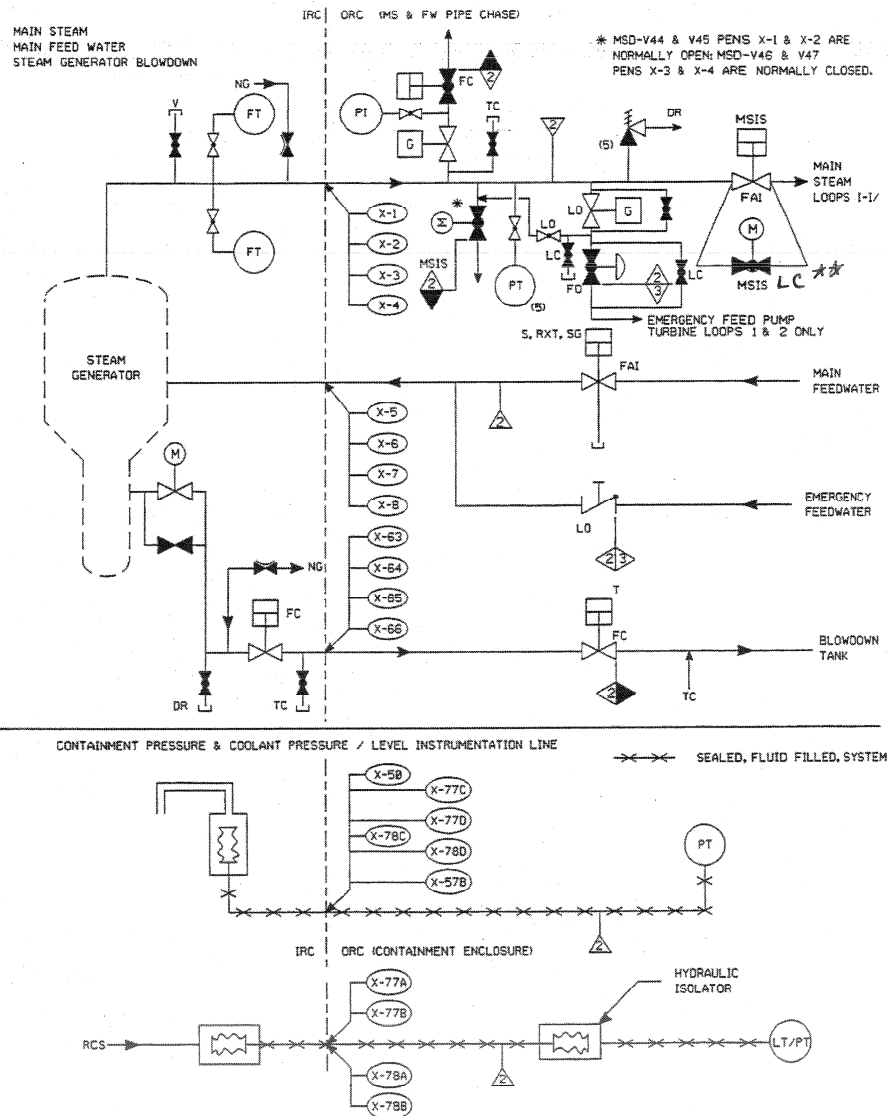 MAIN STEAM
MAIN FEED WATER
STEAM GENERATOR BLOWDOWN
IRC
ORC (MS & FW PIPE CHASE)
* MSD-V44 & V45 PENS X-1 & X-2 ARE
NORMALLY OPEN: MSD-V46 & V47
PENS X-3 & X-4 ARE NORMALLY CLOSED.
V
NG
FT
FT
PI
FC
2
TC
G
2
(5)
DR
MSIS
FAI
MAIN
STEAM
LOOPS I-I/
M
MSIS
LC **
X-1
X-2
X-3
X-4
*
MSIS
2
PT
(5)
LO
LC
LO
G
FO
2
3
LC
EMERGENCY FEED PUMP
TURBINE LOOPS 1 & 2 ONLY
S, RXT, SG
FAI
MAIN
FEEDWATER
2
STEAM
GENERATOR
X-5
X-6
X-7
X-8
M
LO
2 3
EMERGENCY
FEEDWATER
X-63
X-64
X-65
X-66
NG
FC
DR
TC
T
FC
2
TC
BLOWDOWN
TANK
CONTAINMENT PRESSURE & COOLANT PRESSURE / LEVEL INSTRUMENTATION LINE
SEALED, FLUID FILLED, SYSTEM
X-50
X-77C
X-77D
X-78C
X-78D
X-57B
PT
2
IRC
ORC (CONTAINMENT ENCLOSURE)
X-77A
X-77B
HYDRAULIC
ISOLATOR
RCS
LT/PT
2
X-78A
X-78B